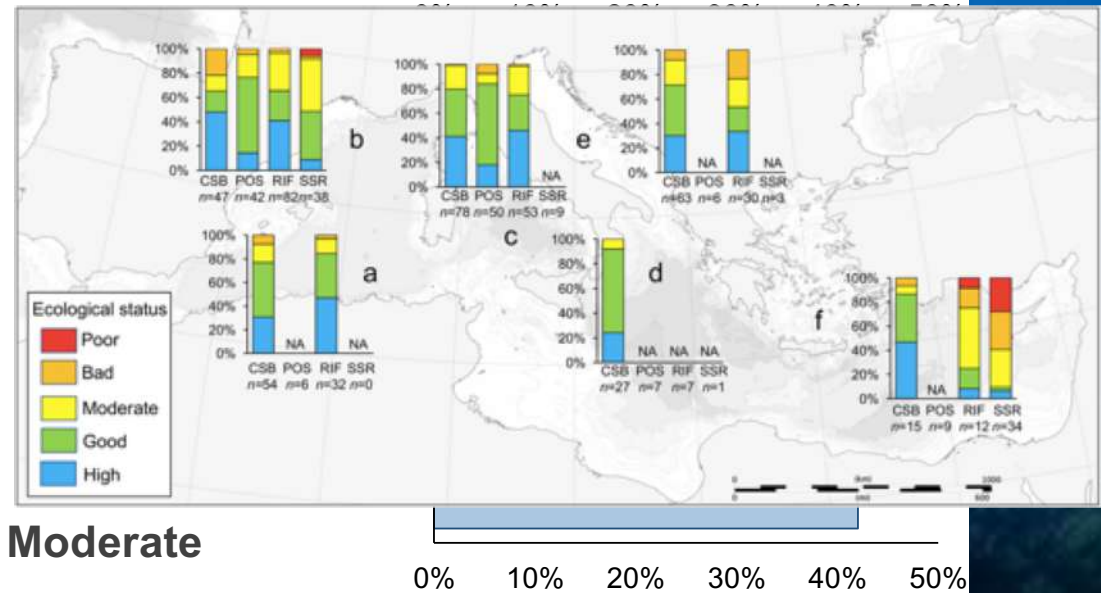 100%
80%
60%
40%
20%
0%
CSB POS RIF SSR
n=47 n=42 n=82 n=38
b
100%
80%
60%
40%
20%
0%
NA
CSB POS RIF SSR
n=78 n=50 n=53 n=9
e
100%
80%
60%
40%
20%
0%
NA NA
CSB POS RIF SSR
n=63 n=6 n=30 n=3
100%
80%
60%
40%
20%
0%
NA NA
CSB POS RIF SSR
n=54 n=6 n=32 n=0
a
c
100%
80%
60%
40%
20%
0%
NA NA NA
CSB POS RIF SSR
n=27 n=7 n=7 n=1
d
f
100%
80%
60%
40%
20%
0%
NA
CSB POS RIF SSR
n=15 n=9 n=12 n=34
Ecological status
Poor
Bad
Moderate
Good
High
Moderate
0% 10% 20% 30% 40% 50%